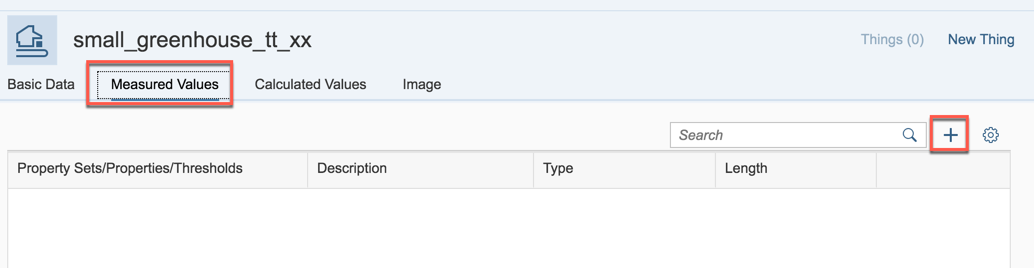 small_greenhouse_tt_xx
Things (0) New Thing
Basic Data Measured Values Calculated Values Image
Search
Property Sets/Properties/Thresholds Description Type Length